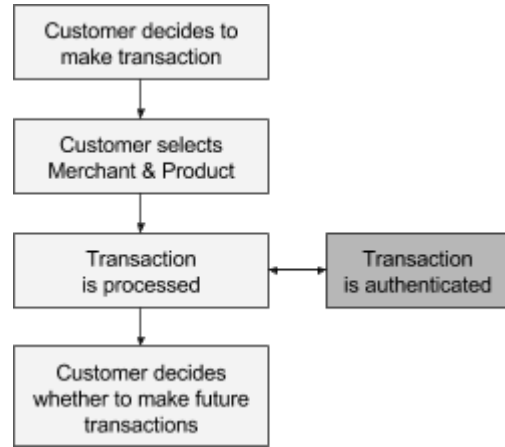 Customer decides to
make transaction
Customer selects
Merchant & Product
Transaction
is processed
Transaction
is authenticated
Customer decides
whether to make future
transactions